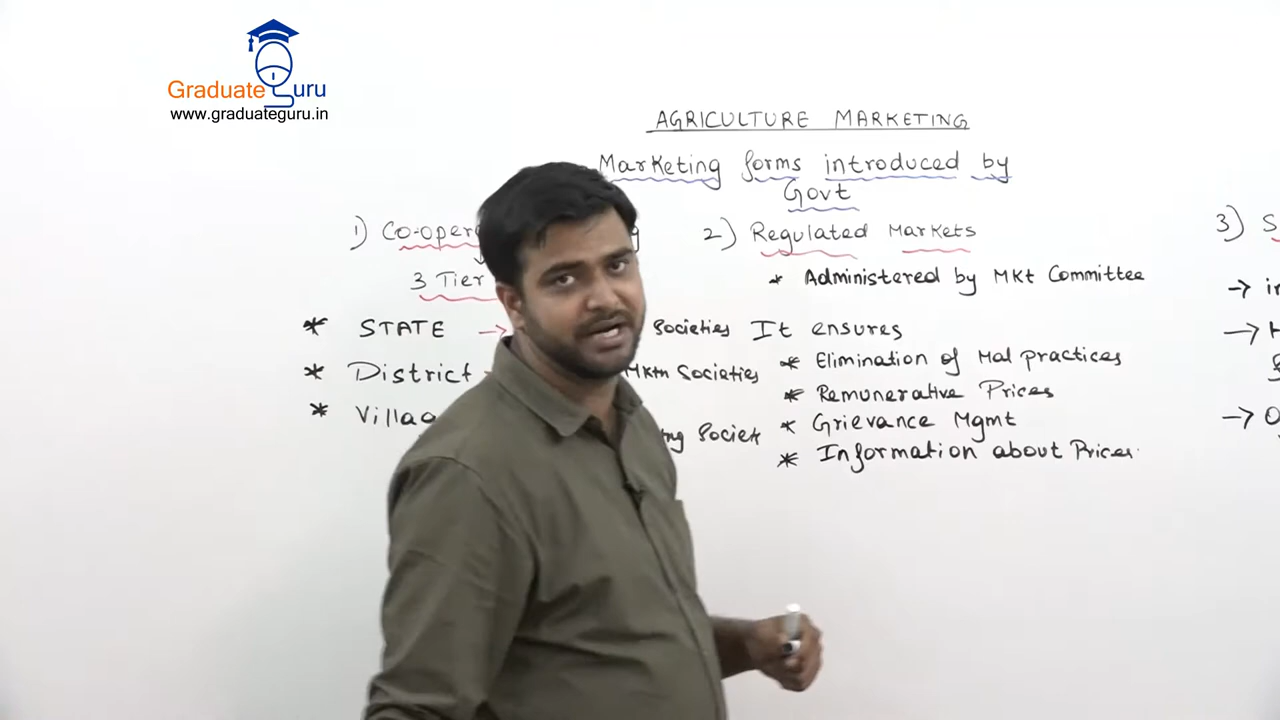 Graduate Guru
www.graduateguru.in
AGRICULTURE MARKETING
Marketing forms introduced by
Govt
1) Co-oper
3 Tier
* STATE → Societies
* District Mktn Societies
* Villag ng Societ
2) Regulated Markets
* Administered by MKt Committee
It ensures
* Elimination of Mal practices
* Remunerative Prices
* Grievance Mgmt
* Information about Prices.
3) S
→ in
→
→ O